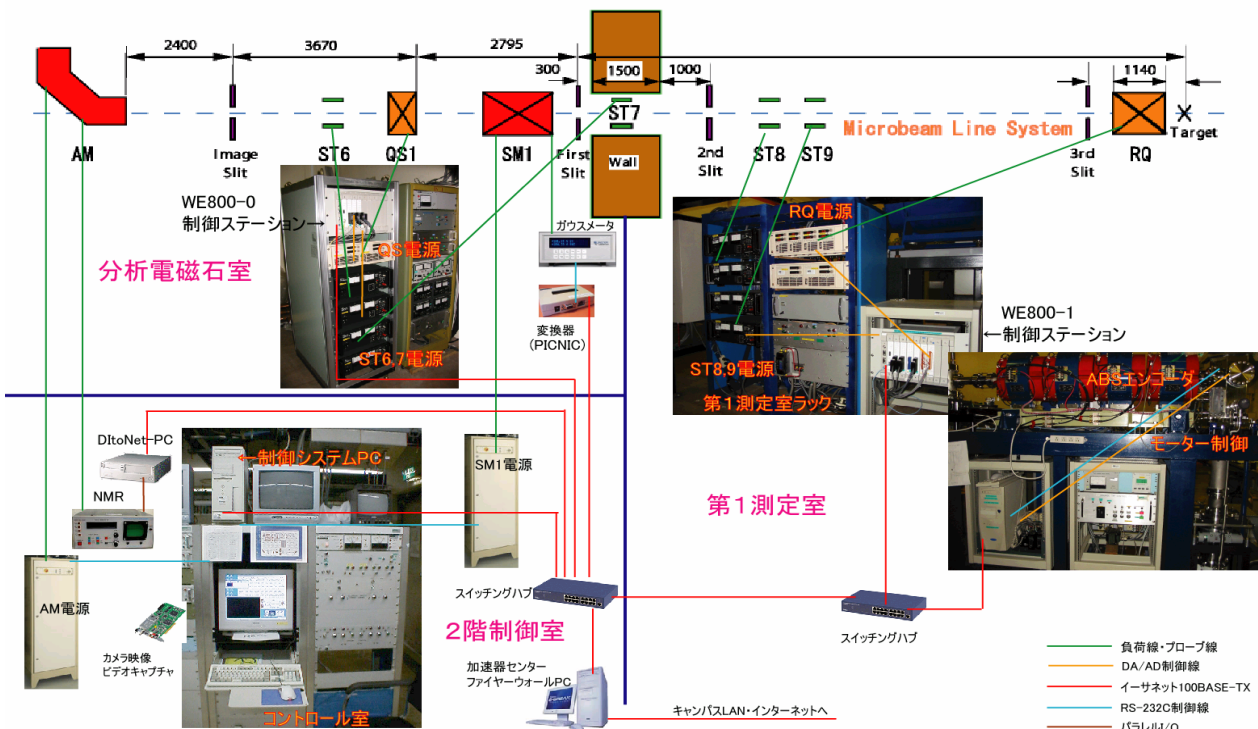 2400
3670
2795
300
1500
1000
1140
AM
Image
Slit
ST6
QS1
SM1
First
Slit
ST7
Wall
2nd
Slit
ST8
ST9
Microbeam Line System
3rd
Slit
RQ
Target
WE800-0
制御ステーション→
分析電磁石室
QS電源
ST6,7電源
ガウスメータ
変換器
(PICNIC)
RQ電源
ST8,9電源
第1測定室ラック
WE800-1
←制御ステーション
ABSエンコーダ
モーター制御
第1測定室
DItoNet-PC
NMR
AM電源
カメラ映像
ビデオキャプチャ
←制御システムPC
コントロール室
SM1電源
スイッチングハブ
2階制御室
加速器センター
ファイヤーウォールPC
キャンパスLAN・インターネットへ
スイッチングハブ
負荷線・プローブ線
DA/AD制御線
イーサネット100BASE-TX
RS-232C制御線
パラレルI/O